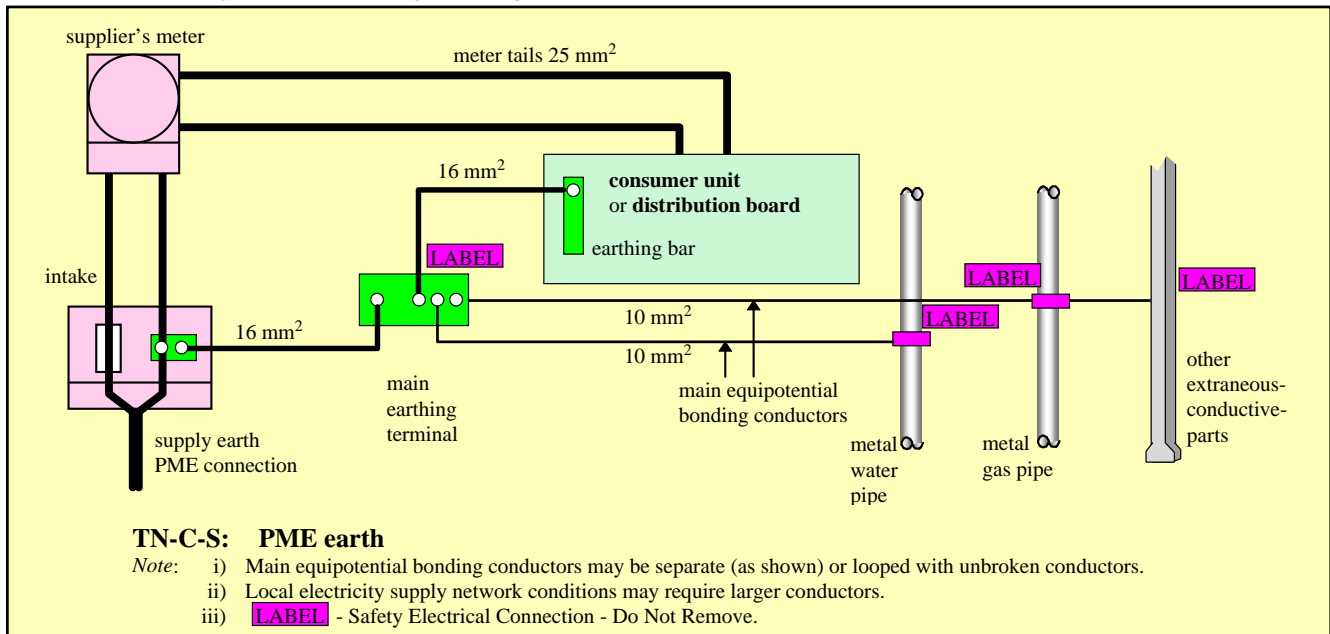 supplier's meter
meter tails 25 mm²
16 mm²
consumer unit
or distribution board
earthing bar
LABEL
intake
LABEL
LABEL
LABEL
16 mm²
10 mm²
10 mm²
main
earthing
terminal
main equipotential
bonding conductors
other
extraneous-
conductive-
parts
supply earth
PME connection
metal
water
pipe
metal
gas pipe
TN-C-S: PME earth
Note: i) Main equipotential bonding conductors may be separate (as shown) or looped with unbroken conductors.
ii) Local electricity supply network conditions may require larger conductors.
iii) LABEL - Safety Electrical Connection - Do Not Remove.